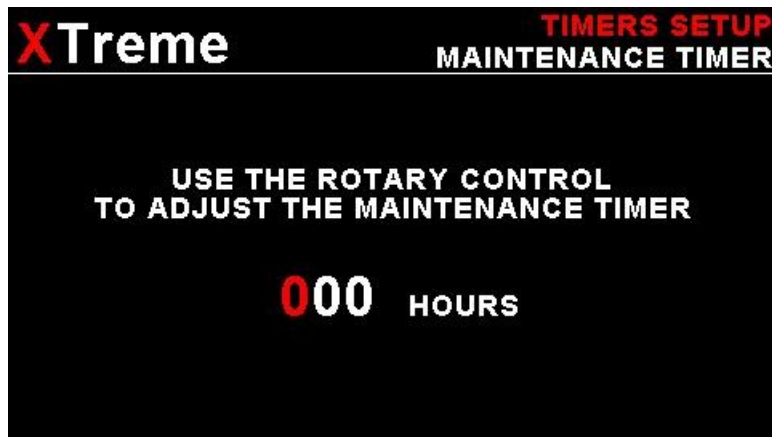 XTreme
TIMERS SETUP
MAINTENANCE TIMER
USE THE ROTARY CONTROL
TO ADJUST THE MAINTENANCE TIMER
000 HOURS